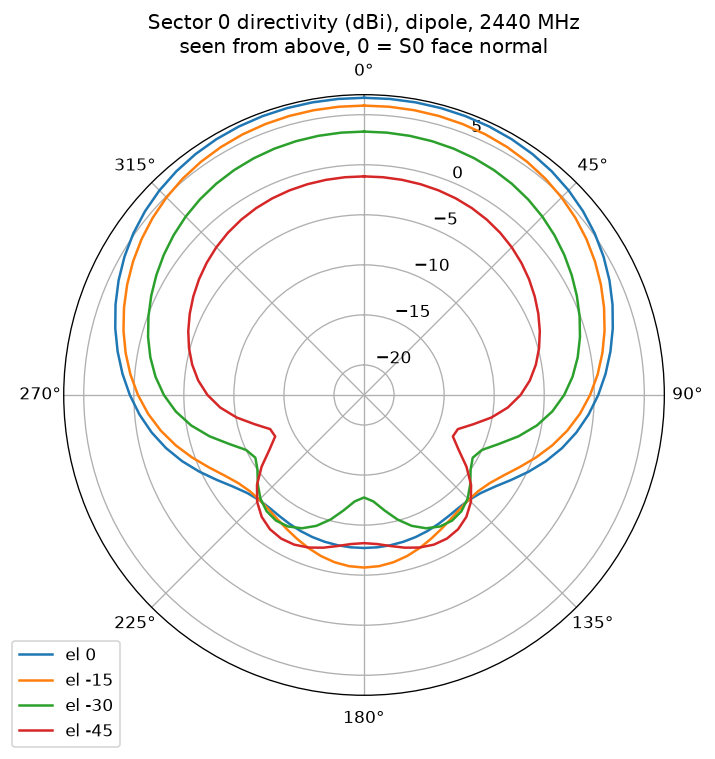 Sector 0 directivity (dBi), dipole, 2440 MHz
seen from above, 0 = S0 face normal
0°
5
315°
45°
0
−5
−10
−15
−20
270°
90°
225°
135°
180°
el 0
el -15
el -30
el -45